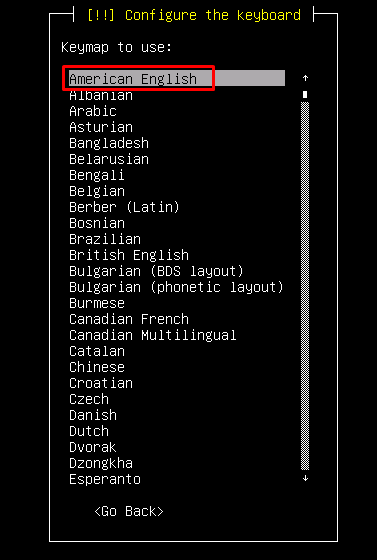 [!!] Configure the keyboard
Keymap to use:
American English
Albanian
Arabic
Asturian
Bangladesh
Belarusian
Bengali
Belgian
Berber (Latin)
Bosnian
Brazilian
British English
Bulgarian (BDS layout)
Bulgarian (phonetic layout)
Burmese
Canadian French
Canadian Multilingual
Catalan
Chinese
Croatian
Czech
Danish
Dutch
Dvorak
Dzongkha
Esperanto
<Go Back>